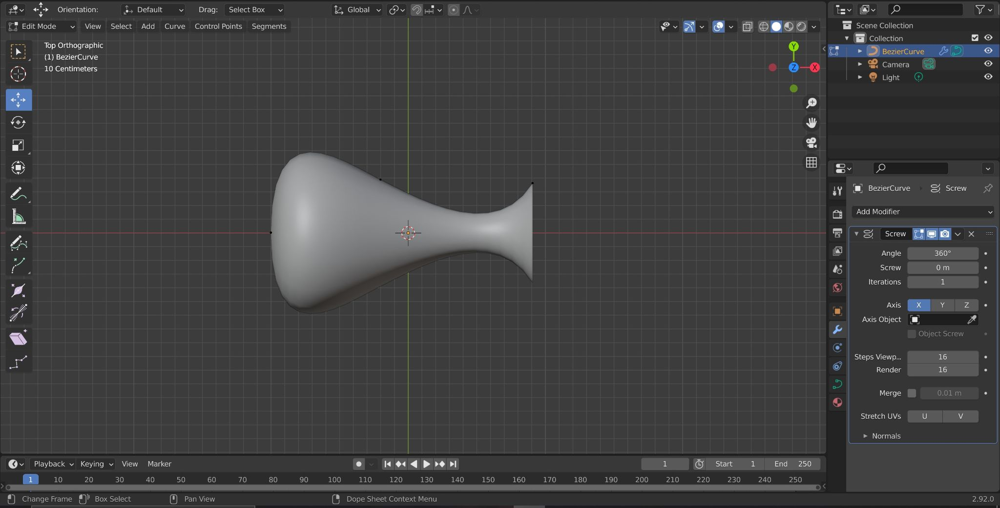 Orientation: Default Drag: Select Box Global
Edit Mode View Select Add Curve Control Points Segments
Top Orthographic
(1) BezierCurve
10 Centimeters
Y
Z X
Scene Collection
Collection
BezierCurve
Camera
Light
BezierCurve Screw
Add Modifier
Screw
Angle 360°
Screw 0 m
Iterations 1
Axis X Y Z
Axis Object
Object Screw
Steps Viewp... 16
Render 16
Merge 0.01 m
Stretch UVs U V
Normals
Playback Keying View Marker 1 Start 1 End 250
1 10 20 30 40 50 60 70 80 90 100 110 120 130 140 150 160 170 180 190 200 210 220 230 240 250
Change Frame Box Select Pan View Dope Sheet Context Menu 2.92.0